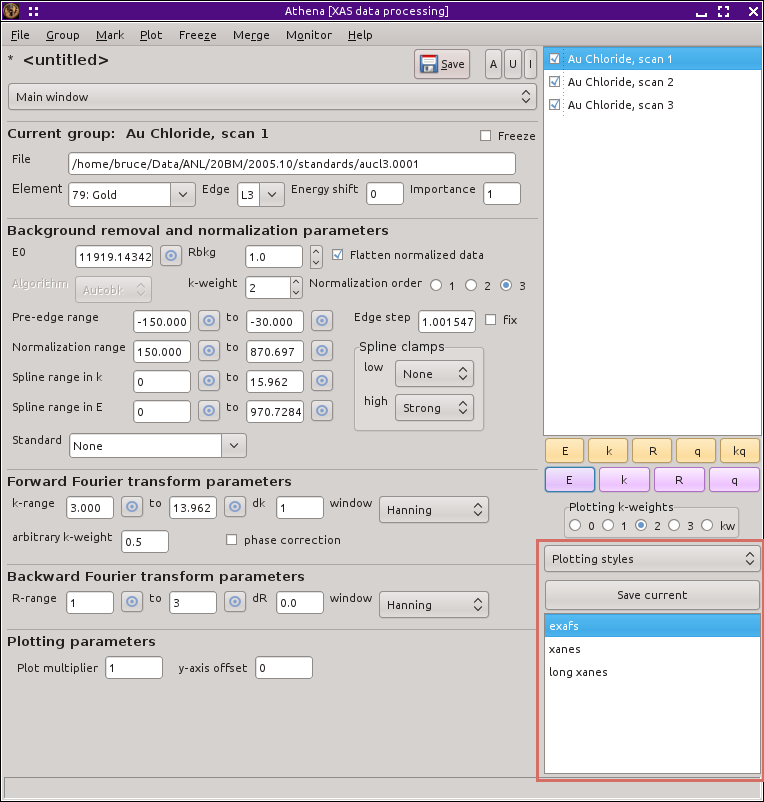 Athena [XAS data processing]
File Group Mark Plot Freeze Merge Monitor Help
* <untitled>
Save
A U I
Main window
Current group: Au Chloride, scan 1
Freeze
File /home/bruce/Data/ANL/20BM/2005.10/standards/aucl3.0001
Element 79: Gold Edge L3 Energy shift 0 Importance 1
Background removal and normalization parameters
E0 11919.14342 Rbkg 1.0 Flatten normalized data
Algorithm Autobk k-weight 2 Normalization order 1 2 3
Pre-edge range -150.000 to -30.000 Edge step 1.001547 fix
Normalization range 150.000 to 870.697
Spline range in k 0 to 15.962
Spline range in E 0 to 970.7284
Spline clamps
low None
high Strong
Standard None
Forward Fourier transform parameters
k-range 3.000 to 13.962 dk 1 window Hanning
arbitrary k-weight 0.5 phase correction
Backward Fourier transform parameters
R-range 1 to 3 dR 0.0 window Hanning
Plotting parameters
Plot multiplier 1 y-axis offset 0
Au Chloride, scan 1
Au Chloride, scan 2
Au Chloride, scan 3
E k R q kq
E k R q
Plotting k-weights
0 1 2 3 kw
Plotting styles
Save current
exafs
xanes
long xanes